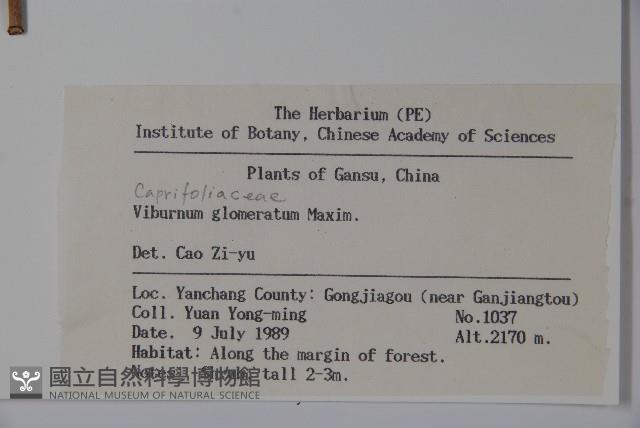 The Herbarium (PE)
Institute of Botany, Chinese Academy of Sciences
Plants of Gansu, China
Caprifoliaceae
Viburnum glomeratum Maxim.
Det. Cao Zi-yu
Loc. Yanchang County: Gongjiagou (near Ganjiangtou)
Coll. Yuan Yong-ming No.1037
Date. 9 July 1989 Alt.2170 m.
Habitat: Along the margin of forest.
Notes: Shrub, tall 2-3m.
國立自然科學博物館
NATIONAL MUSEUM OF NATURAL SCIENCE